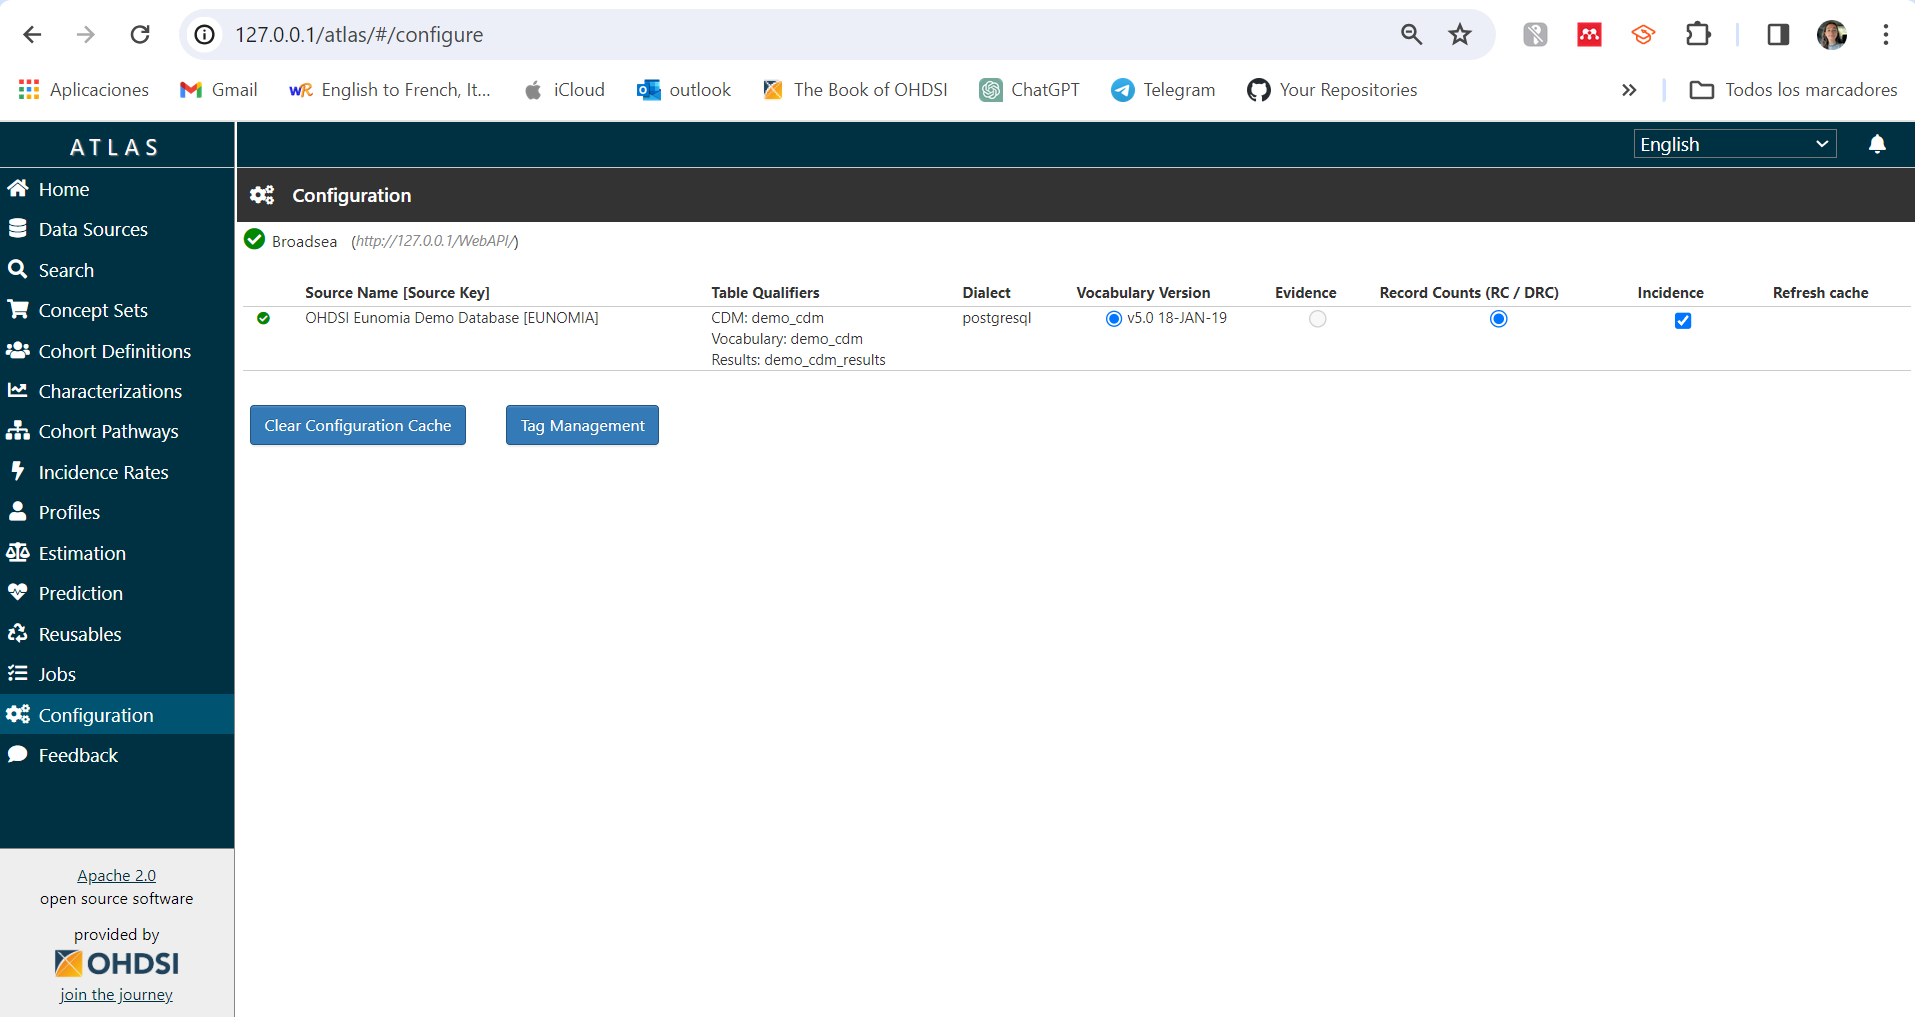 127.0.0.1/atlas/#/configure
Aplicaciones Gmail English to French, It... iCloud outlook The Book of OHDSI ChatGPT Telegram Your Repositories » Todos los marcadores
ATLAS
English
Home
Data Sources
Search
Concept Sets
Cohort Definitions
Characterizations
Cohort Pathways
Incidence Rates
Profiles
Estimation
Prediction
Reusables
Jobs
Configuration
Feedback
Apache 2.0
open source software
provided by
OHDSI
join the journey
Configuration
Broadsea (http://127.0.0.1/WebAPI/)
Source Name [Source Key] Table Qualifiers Dialect Vocabulary Version Evidence Record Counts (RC / DRC) Incidence Refresh cache
OHDSI Eunomia Demo Database [EUNOMIA] CDM: demo_cdm postgresql v5.0 18-JAN-19
Vocabulary: demo_cdm
Results: demo_cdm_results
Clear Configuration Cache Tag Management